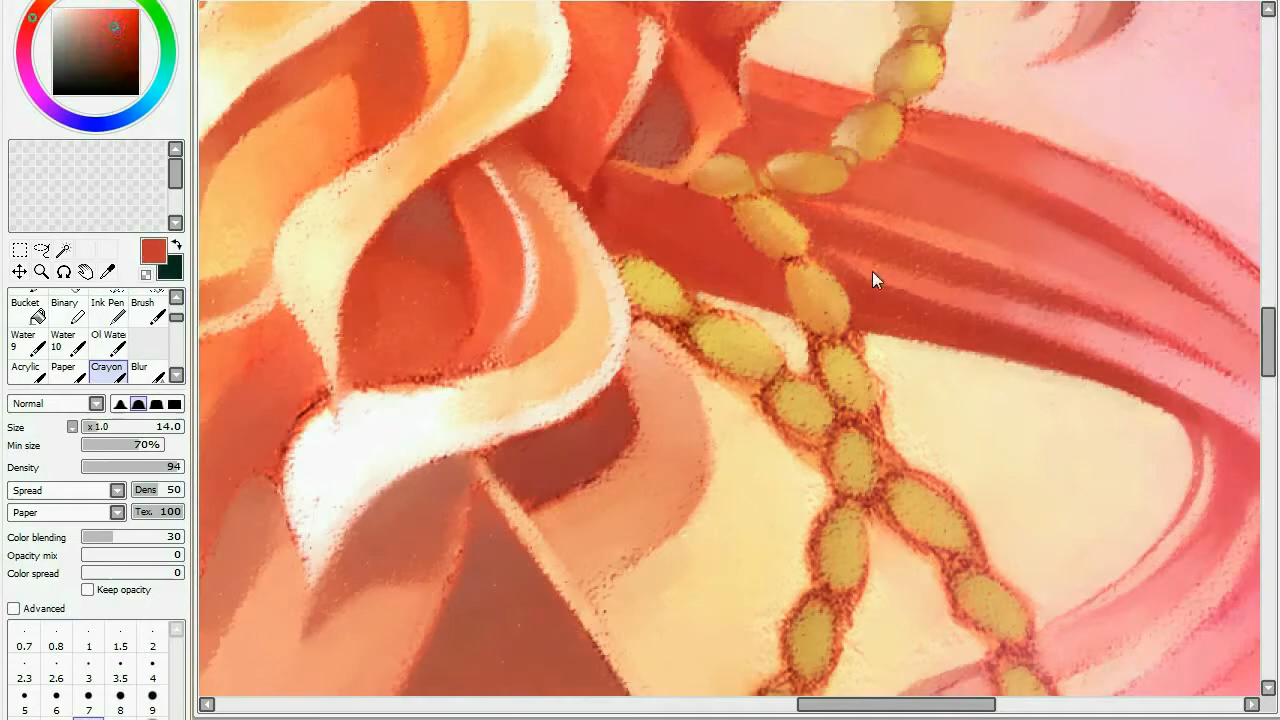 Bucket Binary Ink Pen Brush
Water 9 Water 10 Ol Wate
Acrylic Paper Crayon Blur
Normal
Size x 1.0 14.0
Min size 70%
Density 94
Spread Dens 50
Paper Tex. 100
Color blending 30
Opacity mix 0
Color spread 0
Keep opacity
Advanced
0.7 0.8 1 1.5 2
2.3 2.6 3 3.5 4
5 6 7 8 9